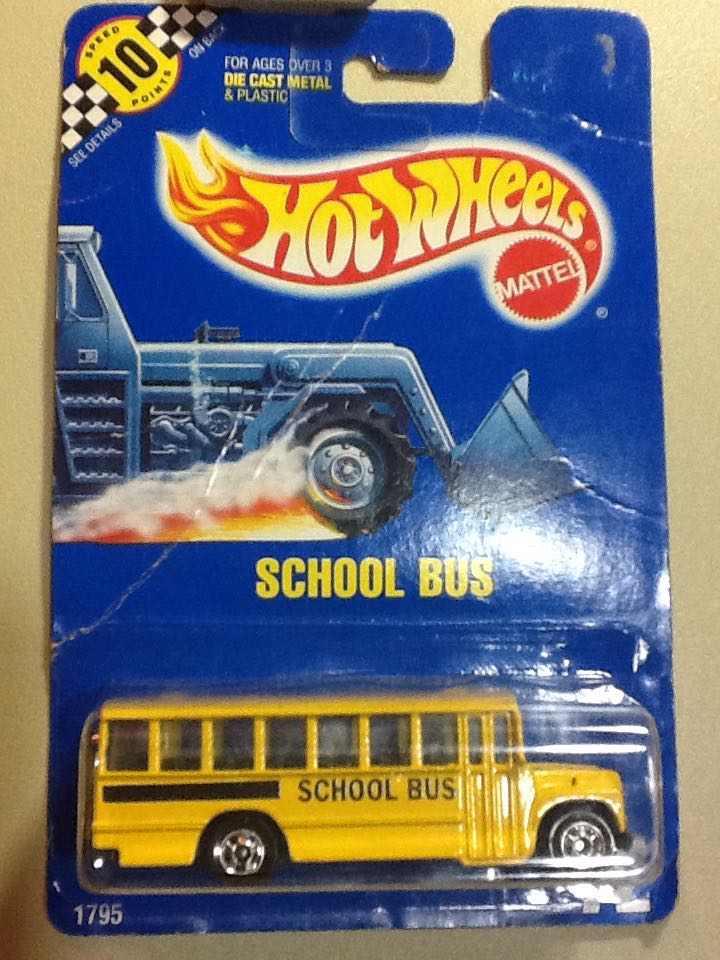 SPEED
10
POINTS
SEE DETAILS
ON BACK
FOR AGES OVER 3
DIE CAST METAL
& PLASTIC
HOT WHEELS®
MATTEL
®
SCHOOL BUS
SCHOOL BUS
1795